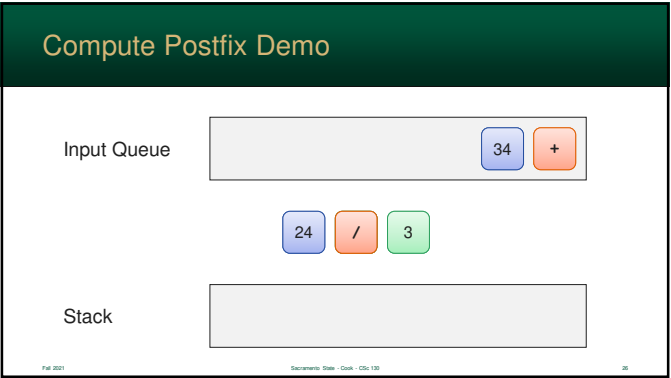 Compute Postfix Demo
Input Queue 34 +
24 / 3
Stack
Fall 2021 Sacramento State - Cook - CSc 130 26